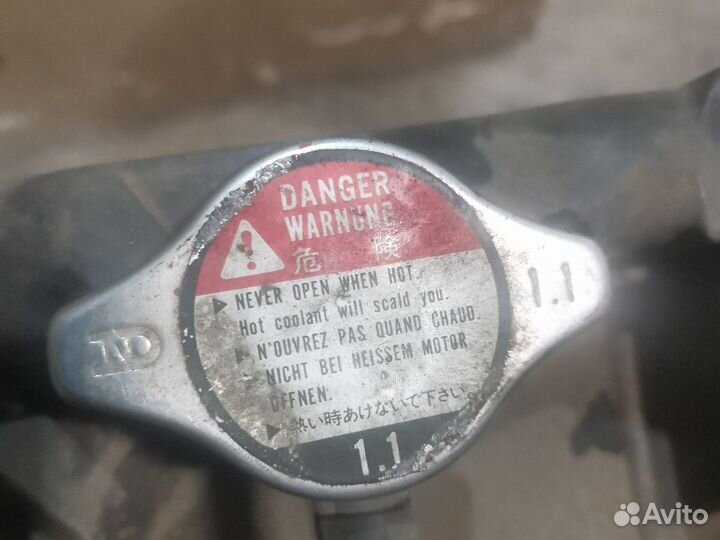 DANGER
WARNUNG
危 険
NEVER OPEN WHEN HOT.
Hot coolant will scald you.
N'OUVREZ PAS QUAND CHAUD.
NICHT BEI HEISSEM MOTOR
ÖFFNEN.
熱い時あけないで下さい。
1.1
ND
1.1
Avito